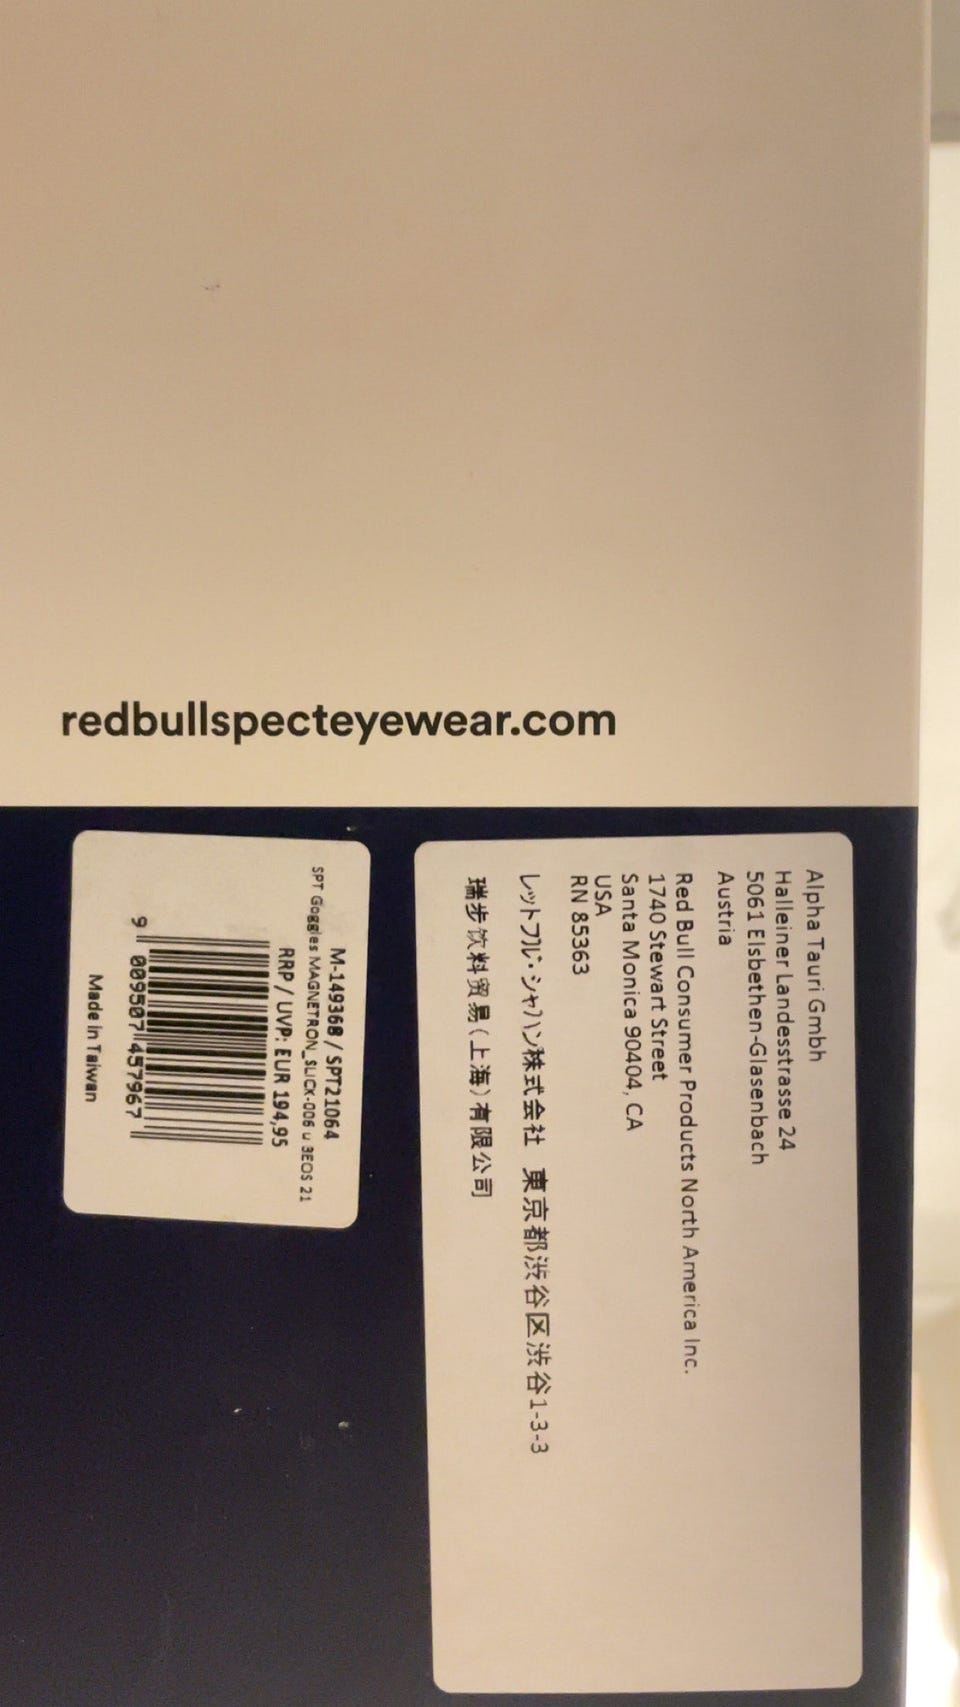 redbullspecteyewear.com
M-149368 / SPT21064
SPT Goggles MAGNETRON_SLICK-006 u 3EOS 21
RRP / UVP: EUR 194,95
9 009507 457967
Made in Taiwan
Alpha Tauri Gmbh
Halleiner Landesstrasse 24
5061 Elsbethen-Glasenbach
Austria
Red Bull Consumer Products North America Inc.
1740 Stewart Street
Santa Monica 90404, CA
USA
RN 85363
レットフル・シャハン株式会社 東京都渋谷区渋谷1-3-3
瑞步饮料贸易(上海)有限公司